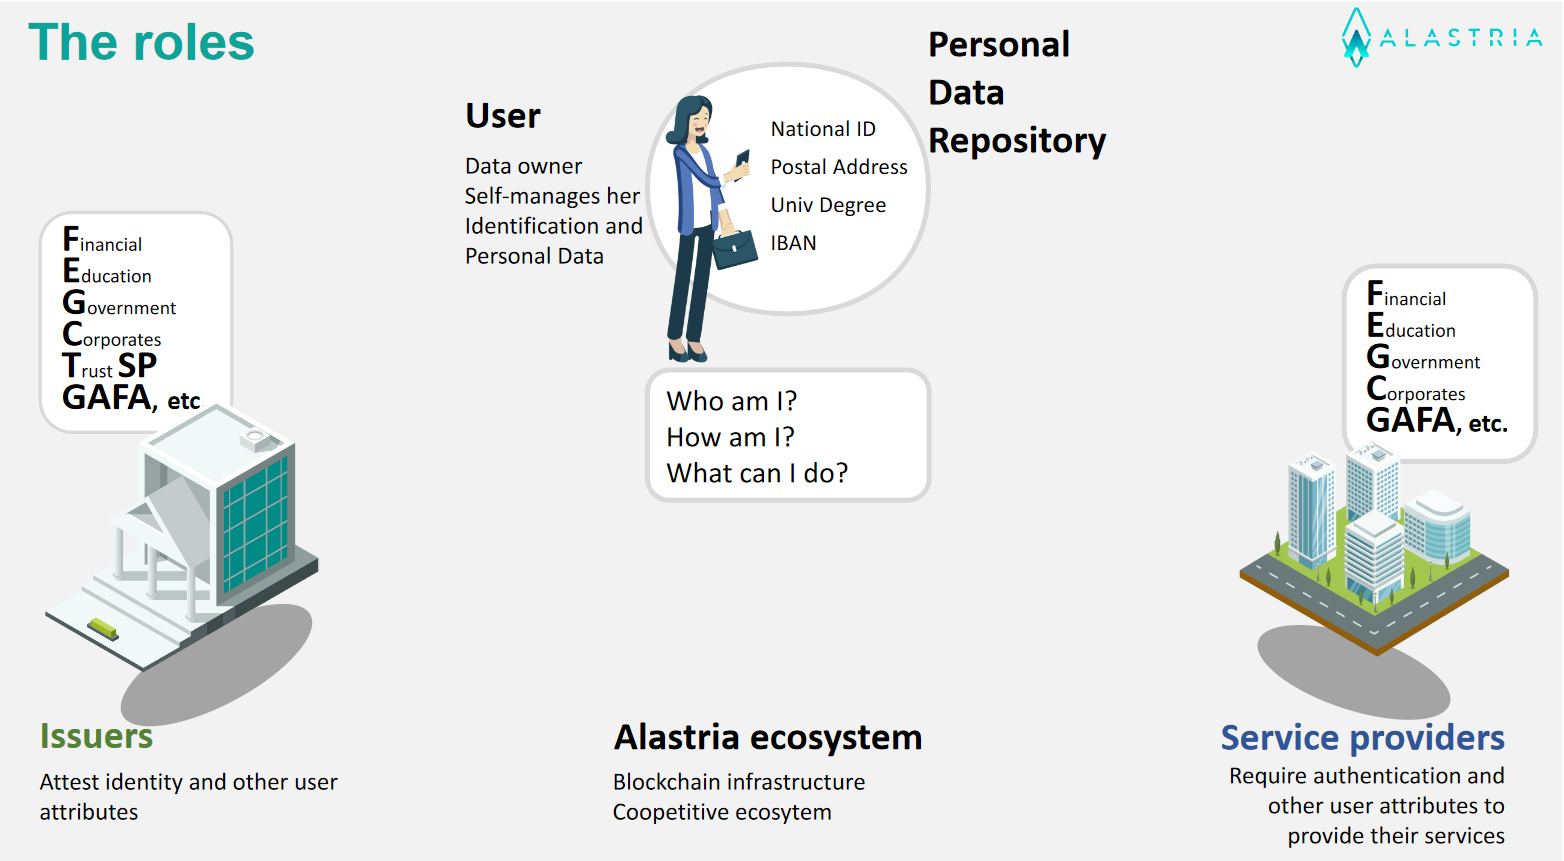 The roles
ALASTRIA
Personal
Data
Repository
User
Data owner
Self-manages her
Identification and
Personal Data
National ID
Postal Address
Univ Degree
IBAN
Financial
Education
Government
Corporates
Trust SP
GAFA, etc
Who am I?
How am I?
What can I do?
Financial
Education
Government
Corporates
GAFA, etc.
Issuers
Attest identity and other user
attributes
Alastria ecosystem
Blockchain infrastructure
Coopetitive ecosytem
Service providers
Require authentication and
other user attributes to
provide their services